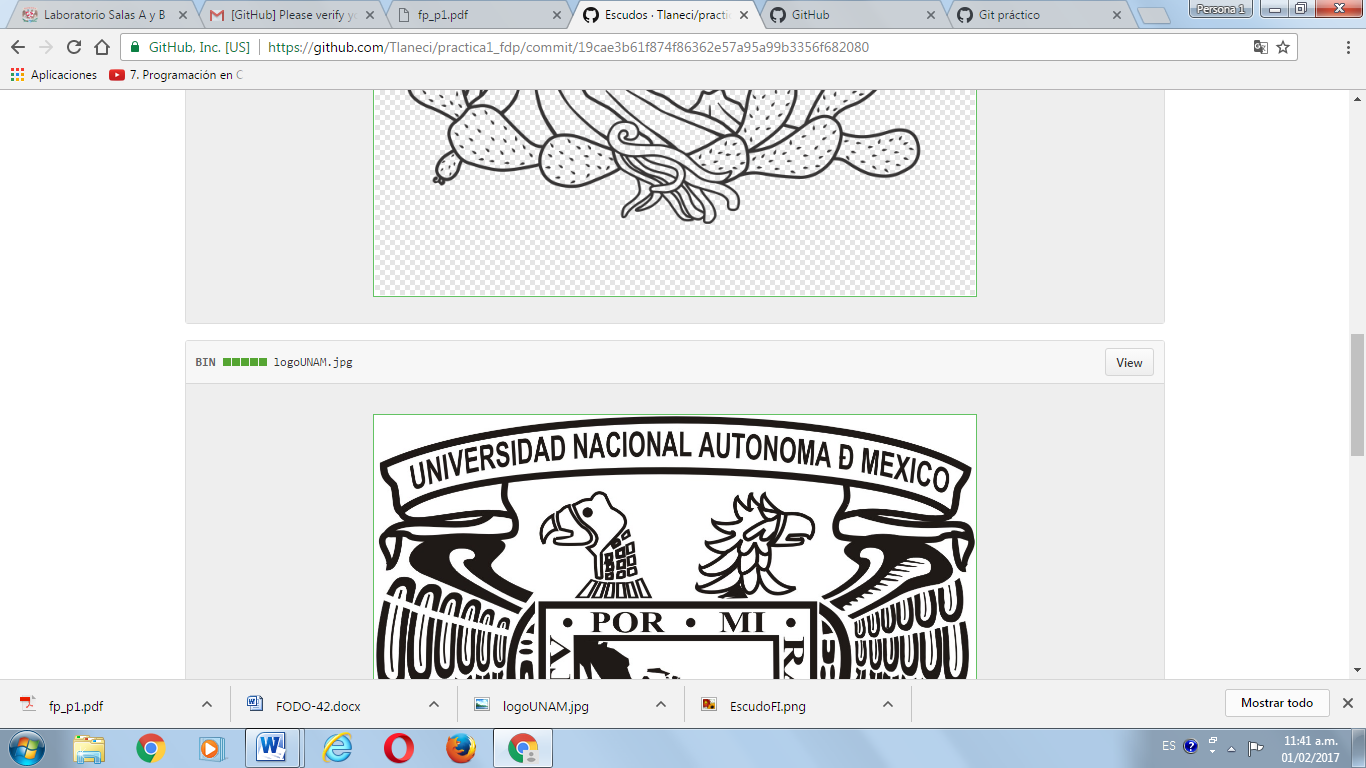 Laboratorio Salas A y B
[GitHub] Please verify yo
fp_p1.pdf
Escudos · Tlaneci/practi
GitHub
Git práctico
Persona 1
GitHub, Inc. [US]
https://github.com/Tlaneci/practica1_fdp/commit/19cae3b61f874f86362e57a95a99b3356f682080
Aplicaciones
7. Programación en C
BIN
logoUNAM.jpg
View
UNIVERSIDAD NACIONAL AUTONOMA Ð MEXICO
• POR • MI •
RA
fp_p1.pdf
FODO-42.docx
logoUNAM.jpg
EscudoFI.png
Mostrar todo
ES
11:41 a.m.
01/02/2017